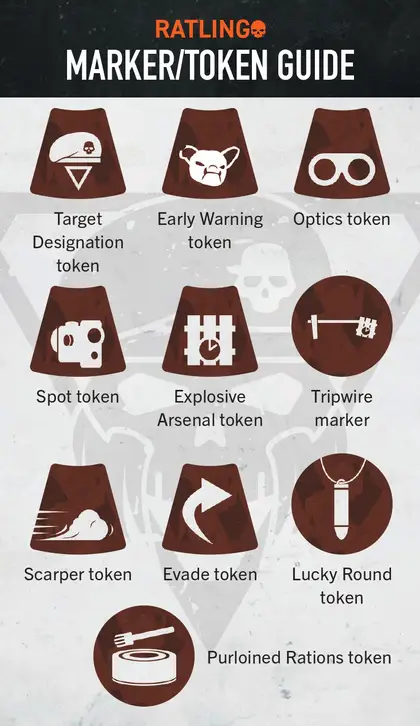 RATLING
MARKER/TOKEN GUIDE
Target
Designation
token
Early Warning
token
Optics token
Spot token
Explosive
Arsenal token
Tripwire
marker
Scarper token
Evade token
Lucky Round
token
Purloined Rations token